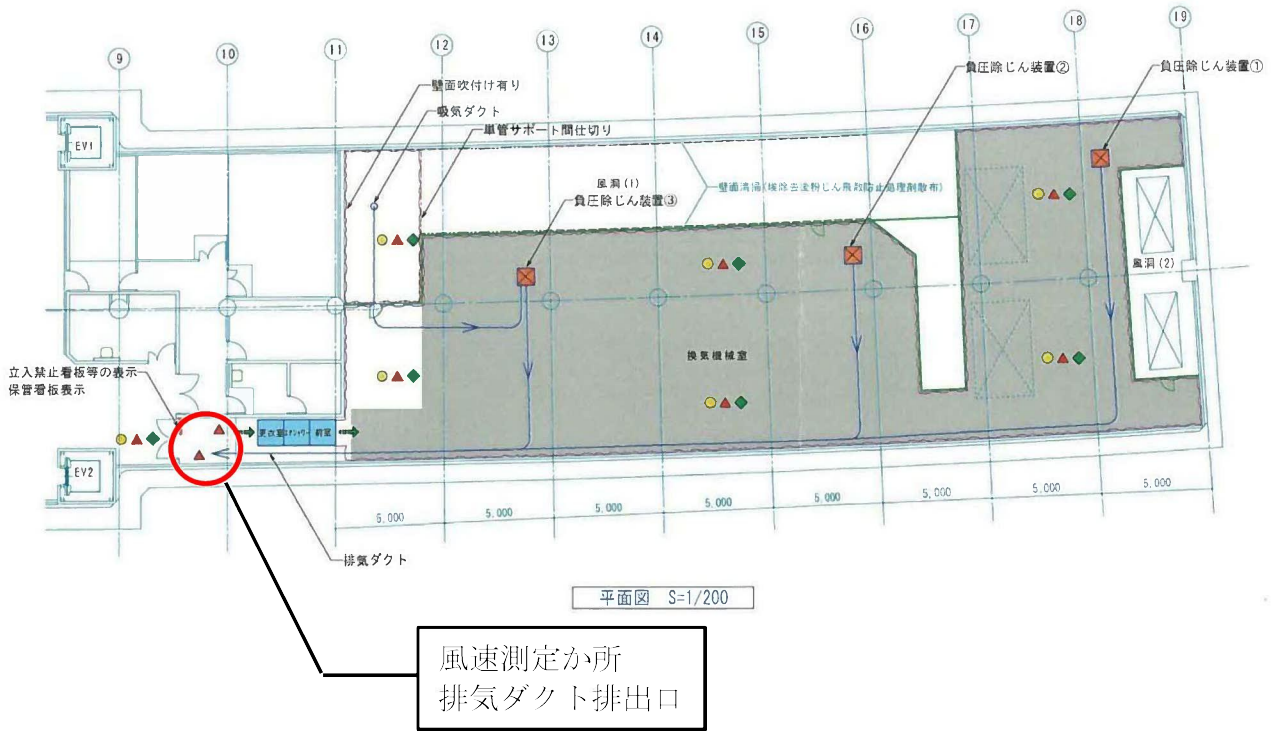 9
10
11
12
13
14
15
16
17
18
19
負圧除じん装置②
負圧除じん装置①
壁面吹付け有り
吸気ダクト
単管サポート間仕切り
EV1
風洞(1)
負圧除じん装置③
風洞(2)
換気機械室
立入禁止看板等の表示
保管看板表示
更衣室
前室
EV2
5,000
5,000
5,000
5,000
5,000
5,000
5,000
5,000
排気ダクト
平面図 S=1/200
風速測定か所
排気ダクト排出口